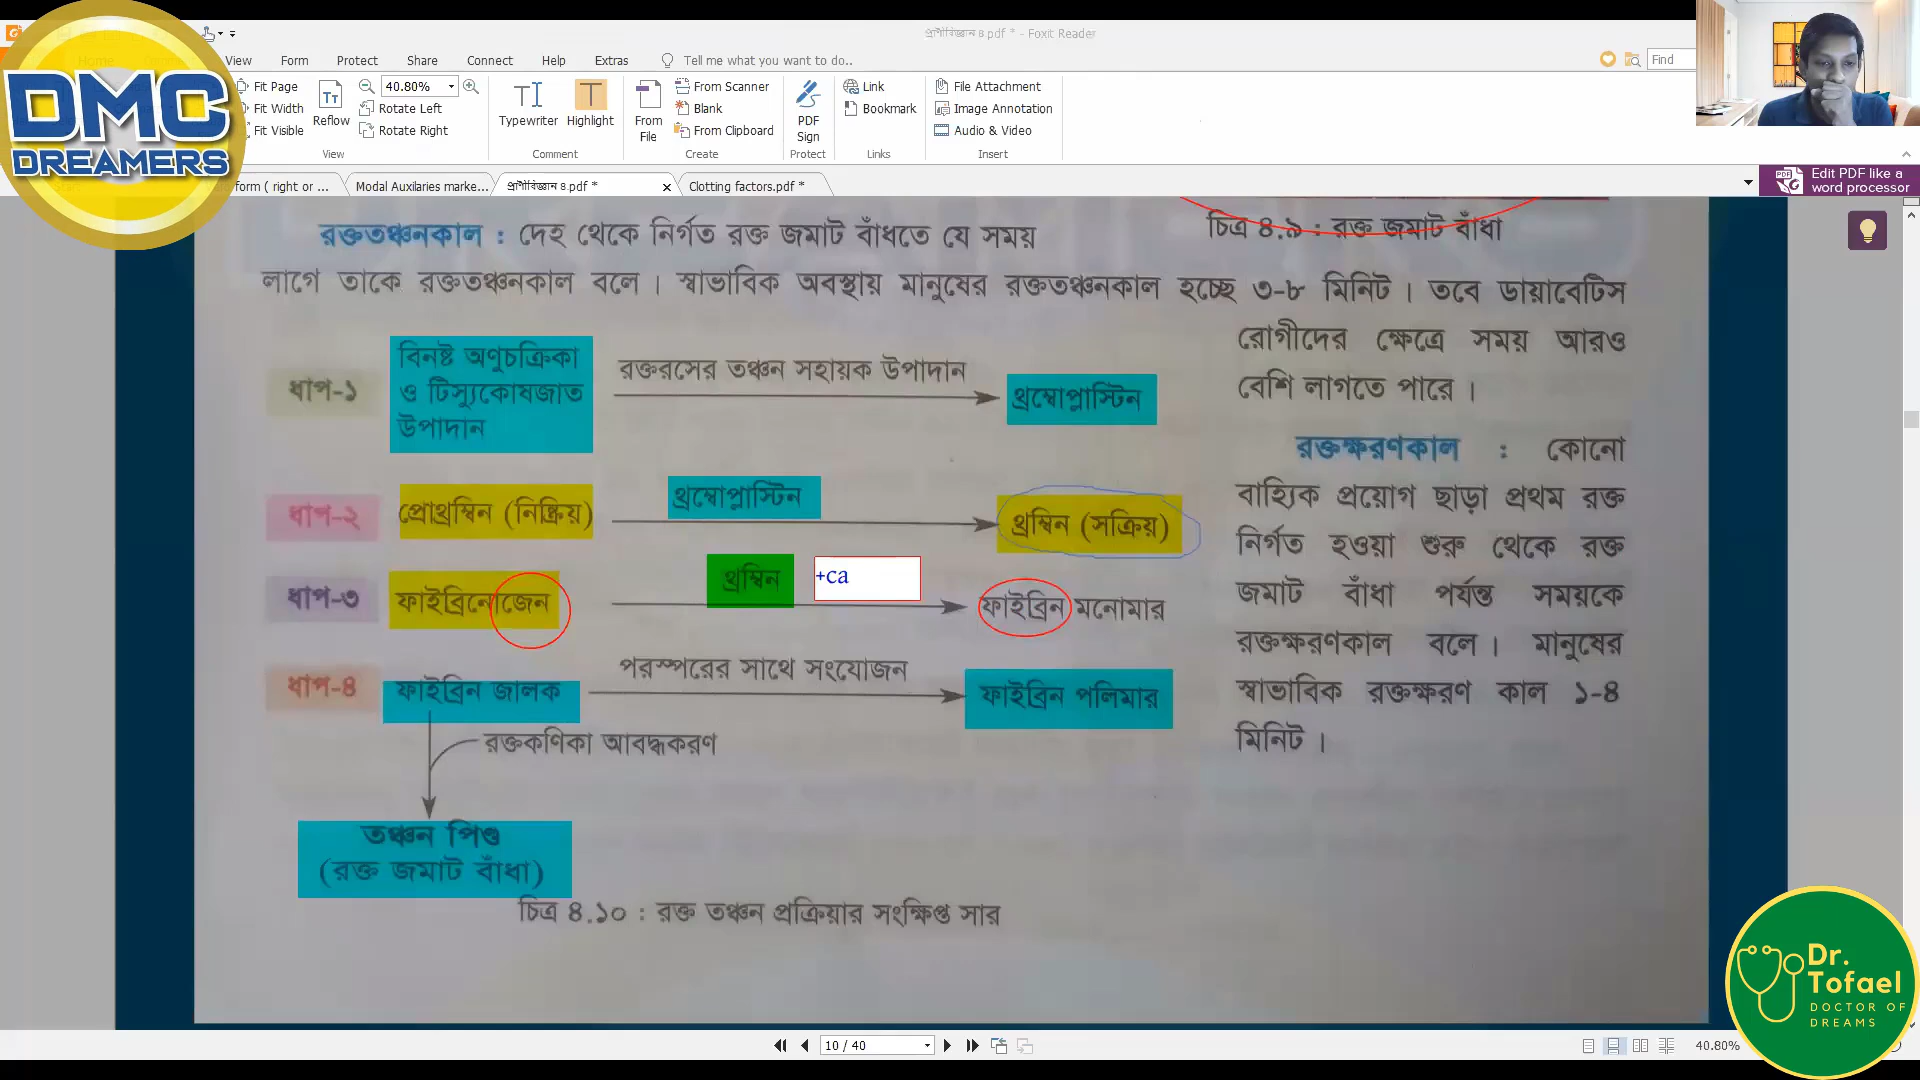 প্রাণীবিজ্ঞান ৪.pdf * - Foxit Reader
View Form Protect Share Connect Help Extras Tell me what you want to do..
Find
DMC
DREAMERS
Fit Page
Fit Width
Fit Visible
Reflow
40.80%
Rotate Left
Rotate Right
View
Typewriter
Highlight
Comment
From File
From Scanner
Blank
From Clipboard
Create
PDF Sign
Protect
Link
Bookmark
Links
File Attachment
Image Annotation
Audio & Video
Insert
form ( right or ...
Modal Auxilaries marke...
প্রাণীবিজ্ঞান ৪.pdf *
Clotting factors.pdf *
Edit PDF like a
word processor
রক্ততঞ্চনকাল : দেহ থেকে নির্গত রক্ত জমাট বাঁধতে যে সময়
চিত্র ৪.৯ : রক্ত জমাট বাঁধা
লাগে তাকে রক্ততঞ্চনকাল বলে। স্বাভাবিক অবস্থায় মানুষের রক্ততঞ্চনকাল হচ্ছে ৩-৮ মিনিট। তবে ডায়াবেটিস
রোগীদের ক্ষেত্রে সময় আরও
বেশি লাগতে পারে।
ধাপ-১
বিনষ্ট অণুচক্রিকা
ও টিস্যুকোষজাত
উপাদান
রক্তরসের তঞ্চন সহায়ক উপাদান
থ্রম্বোপ্লাস্টিন
ধাপ-২
প্রোথ্রম্বিন (নিষ্ক্রিয়)
থ্রম্বোপ্লাস্টিন
থ্রম্বিন (সক্রিয়)
ধাপ-৩
ফাইব্রিনোজেন
থ্রম্বিন
+ca
ফাইব্রিন মনোমার
ধাপ-৪
ফাইব্রিন জালক
পরস্পরের সাথে সংযোজন
ফাইব্রিন পলিমার
রক্তকণিকা আবদ্ধকরণ
তঞ্চন পিণ্ড
(রক্ত জমাট বাঁধা)
চিত্র ৪.১০ : রক্ত তঞ্চন প্রক্রিয়ার সংক্ষিপ্ত সার
রক্তক্ষরণকাল : কোনো
বাহ্যিক প্রয়োগ ছাড়া প্রথম রক্ত
নির্গত হওয়া শুরু থেকে রক্ত
জমাট বাঁধা পর্যন্ত সময়কে
রক্তক্ষরণকাল বলে। মানুষের
স্বাভাবিক রক্তক্ষরণ কাল ১-৪
মিনিট।
Dr.
Tofael
DOCTOR OF
DREAMS
10 / 40
40.80%